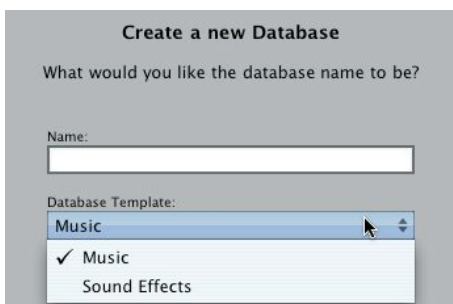 Create a new Database
What would you like the database name to be?
Name:
Database Template:
Music
✓ Music
Sound Effects